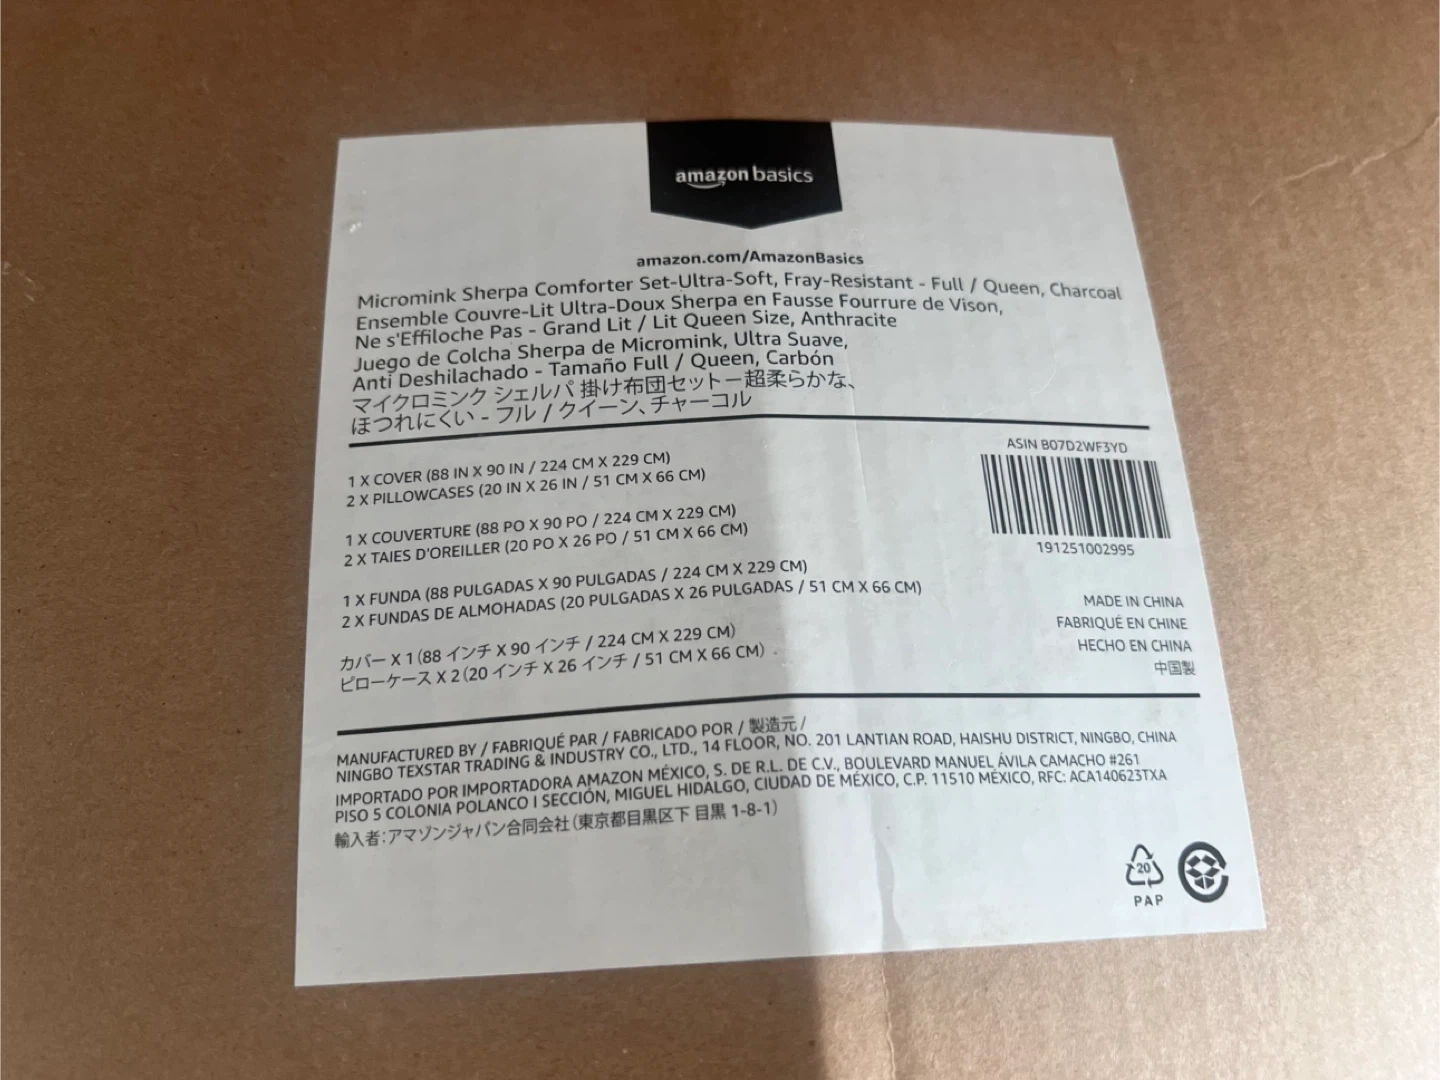 amazon basics
amazon.com/AmazonBasics
Micromink Sherpa Comforter Set-Ultra-Soft, Fray-Resistant - Full / Queen, Charcoal
Ensemble Couvre-Lit Ultra-Doux Sherpa en Fausse Fourrure de Vison,
Ne s'Effiloche Pas - Grand Lit / Lit Queen Size, Anthracite
Juego de Colcha Sherpa de Micromink, Ultra Suave,
Anti Deshilachado - Tamaño Full / Queen, Carbón
マイクロミンク シェルパ 掛け布団セット－超柔らかな、
ほつれにくい - フル / クイーン、チャーコル
1 X COVER (88 IN X 90 IN / 224 CM X 229 CM)
2 X PILLOWCASES (20 IN X 26 IN / 51 CM X 66 CM)
1 X COUVERTURE (88 PO X 90 PO / 224 CM X 229 CM)
2 X TAIES D'OREILLER (20 PO X 26 PO / 51 CM X 66 CM)
1 X FUNDA (88 PULGADAS X 90 PULGADAS / 224 CM X 229 CM)
2 X FUNDAS DE ALMOHADAS (20 PULGADAS X 26 PULGADAS / 51 CM X 66 CM)
カバー X 1 (88 インチ X 90 インチ / 224 CM X 229 CM)
ピローケース X 2 (20 インチ X 26 インチ / 51 CM X 66 CM)
ASIN B07D2WF3YD
191251002995
MADE IN CHINA
FABRIQUÉ EN CHINE
HECHO EN CHINA
中国製
MANUFACTURED BY / FABRIQUÉ PAR / FABRICADO POR / 製造元 /
NINGBO TEXSTAR TRADING & INDUSTRY CO., LTD., 14 FLOOR, NO. 201 LANTIAN ROAD, HAISHU DISTRICT, NINGBO, CHINA
IMPORTADO POR IMPORTADORA AMAZON MÉXICO, S. DE R.L. DE C.V., BOULEVARD MANUEL ÁVILA CAMACHO #261
PISO 5 COLONIA POLANCO I SECCIÓN, MIGUEL HIDALGO, CIUDAD DE MÉXICO, C.P. 11510 MÉXICO, RFC: ACA140623TXA
輸入者：アマゾンジャパン合同会社 (東京都目黒区下 目黒 1-8-1)
20
PAP